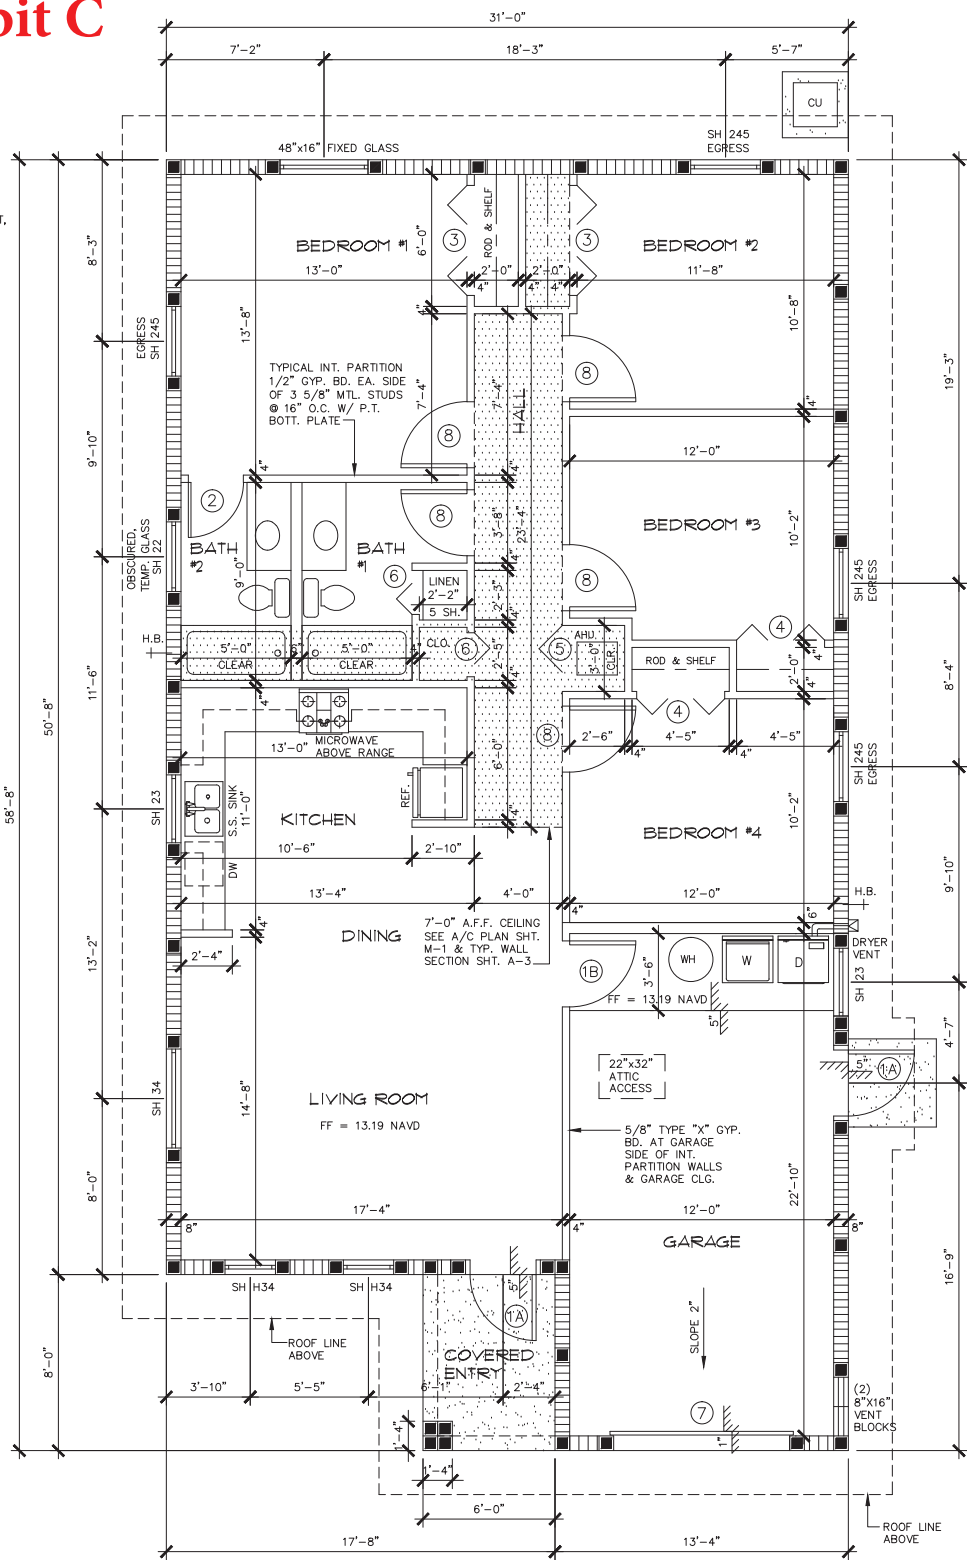 bit C
31'-0"
7'-2"
18'-3"
5'-7"
CU
48"x16" FIXED GLASS
SH 245
EGRESS
T,
BEDROOM #1
6'-0"
3
ROD & SHELF
3
BEDROOM #2
8'-3"
13'-0"
4"
2'-0"
4"
2'-0"
4"
11'-8"
EGRESS
SH 245
13'-8"
4"
10'-8"
19'-3"
TYPICAL INT. PARTITION
1/2" GYP. BD. EA. SIDE
OF 3 5/8" MTL. STUDS
@ 16" O.C. W/ P.T.
BOTT. PLATE
7'-4"
7'-4"
HALL
8
8
4"
9'-10"
12'-0"
4"
4"
2
8
3'-8"
23'-4"
BEDROOM #3
10'-2"
OBSCURED,
TEMP. GLASS
SH 22
BATH
#2
9'-0"
BATH
#1
6
4"
LINEN
2'-2"
5 SH.
2'-3"
4"
8
SH 245
EGRESS
H.B.
5'-0"
CLEAR
6"
5'-0"
CLEAR
4"
CLO.
6
2'-5"
5
AHU
3'-0"
CLR.
ROD & SHELF
4
4"
2'-0"
11'-6"
4"
4"
4
8'-4"
50'-8"
58'-8"
13'-0"
MICROWAVE
ABOVE RANGE
6'-0"
8
2'-6"
4"
4'-5"
4"
4'-5"
SH 245
EGRESS
SH 23
S.S. SINK
11'-0"
KITCHEN
REF.
4"
BEDROOM #4
10'-2"
10'-6"
2'-10"
DW
9'-10"
13'-4"
4'-0"
4"
12'-0"
H.B.
4"
6"
13'-2"
2'-4"
DINING
7'-0" A.F.F. CEILING
SEE A/C PLAN SHT.
M-1 & TYP. WALL
SECTION SHT. A-3
1B
3'-6"
WH
W
D
DRYER
VENT
SH 23
FF = 13.19 NAVD
5"
4'-7"
22"x32"
ATTIC
ACCESS
5"
1A
SH 34
14'-8"
LIVING ROOM
FF = 13.19 NAVD
5/8" TYPE "X" GYP.
BD. AT GARAGE
SIDE OF INT.
PARTITION WALLS
& GARAGE CLG.
22'-10"
8'-0"
8"
17'-4"
4"
12'-0"
8"
GARAGE
16'-9"
SH H34
SH H34
5"
1A
SLOPE 2"
ROOF LINE
ABOVE
COVERED
ENTRY
8'-0"
3'-10"
5'-5"
6'-1"
2'-4"
(2)
8"X16"
VENT
BLOCKS
7
1'-4"
1"
1'-4"
6'-0"
ROOF LINE
ABOVE
17'-8"
13'-4"